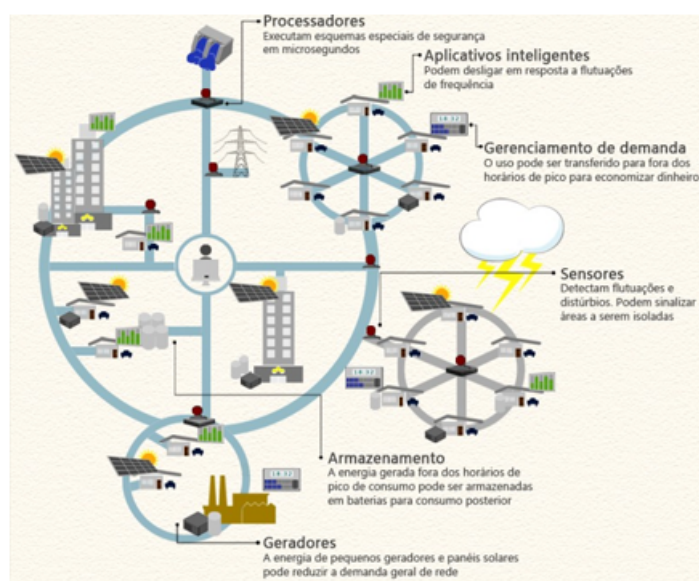 Processadores
Executam esquemas especiais de segurança
em microsegundos
Aplicativos inteligentes
Podem desligar em resposta a flutuações
de frequência
Gerenciamento de demanda
O uso pode ser transferido para fora dos
horários de pico para economizar dinheiro
Sensores
Detectam flutuações e
distúrbios. Podem sinalizar
áreas a serem isoladas
Armazenamento
A energia gerada fora dos horários de
pico de consumo pode ser armazenadas
em baterias para consumo posterior
Geradores
A energia de pequenos geradores e panéis solares
pode reduzir a demanda geral de rede